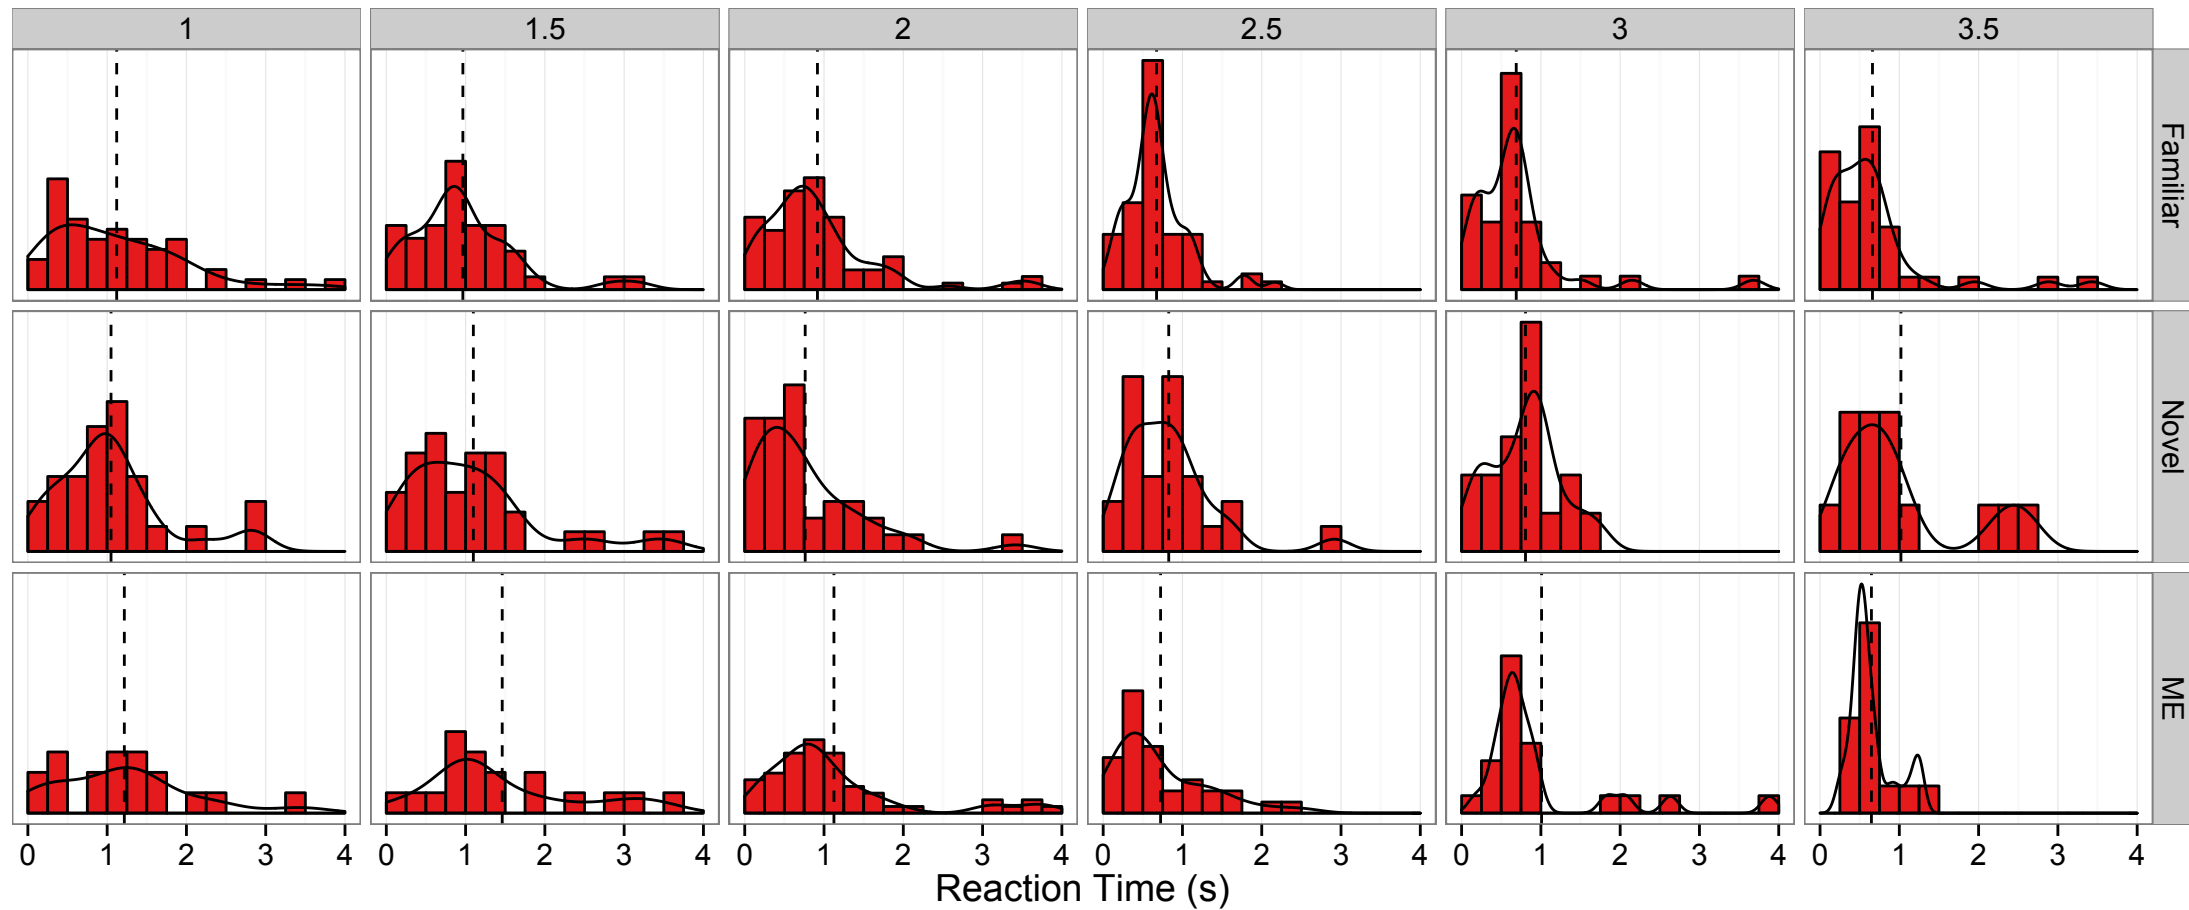 1 1.5 2 2.5 3 3.5
Familiar
Novel
ME
0 1 2 3 4 0 1 2 3 4 0 1 2 3 4 0 1 2 3 4 0 1 2 3 4 0 1 2 3 4
Reaction Time (s)